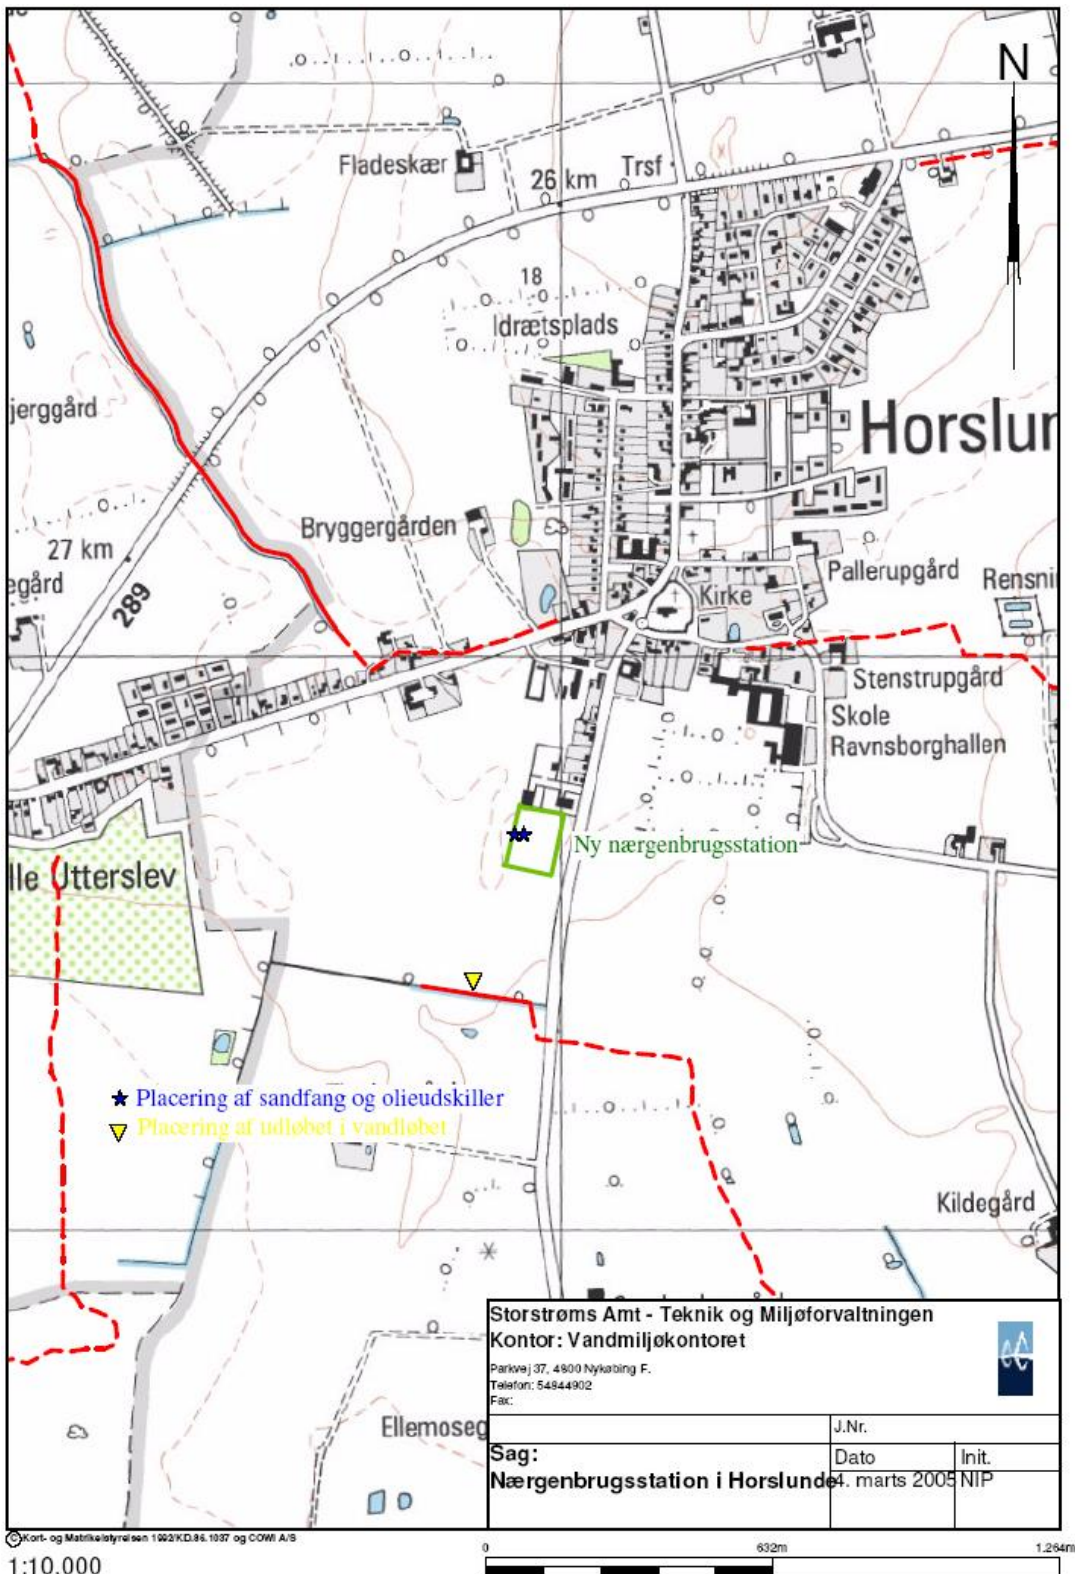 N
Fladeskær
26 km
Trsf
18
Idrætsplads
jerggård
Horslun
Bryggergården
27 km
egård
289
Kirke
Pallerupgård
Rensni
Stenstrupgård
Skole
Ravnsborghallen
Ny nærgenbrugsstation
lle Utterslev
Placering af sandfang og olieudskiller
Placering af udløbet i vandløbet
Kildegård
Ellemoseg
Storstrøms Amt - Teknik og Miljøforvaltningen
Kontor: Vandmiljøkontoret
Parkvej 37, 4800 Nykøbing F.
Telefon: 54844902
Fax:
J.Nr.
Sag:
Dato
Init.
Nærgenbrugsstation i Horslunde
4. marts 2005
NIP
©Kort- og Matrikelstyrelsen 1992/KD.86.1037 og COWI A/S
1:10.000
0
632m
1.264m